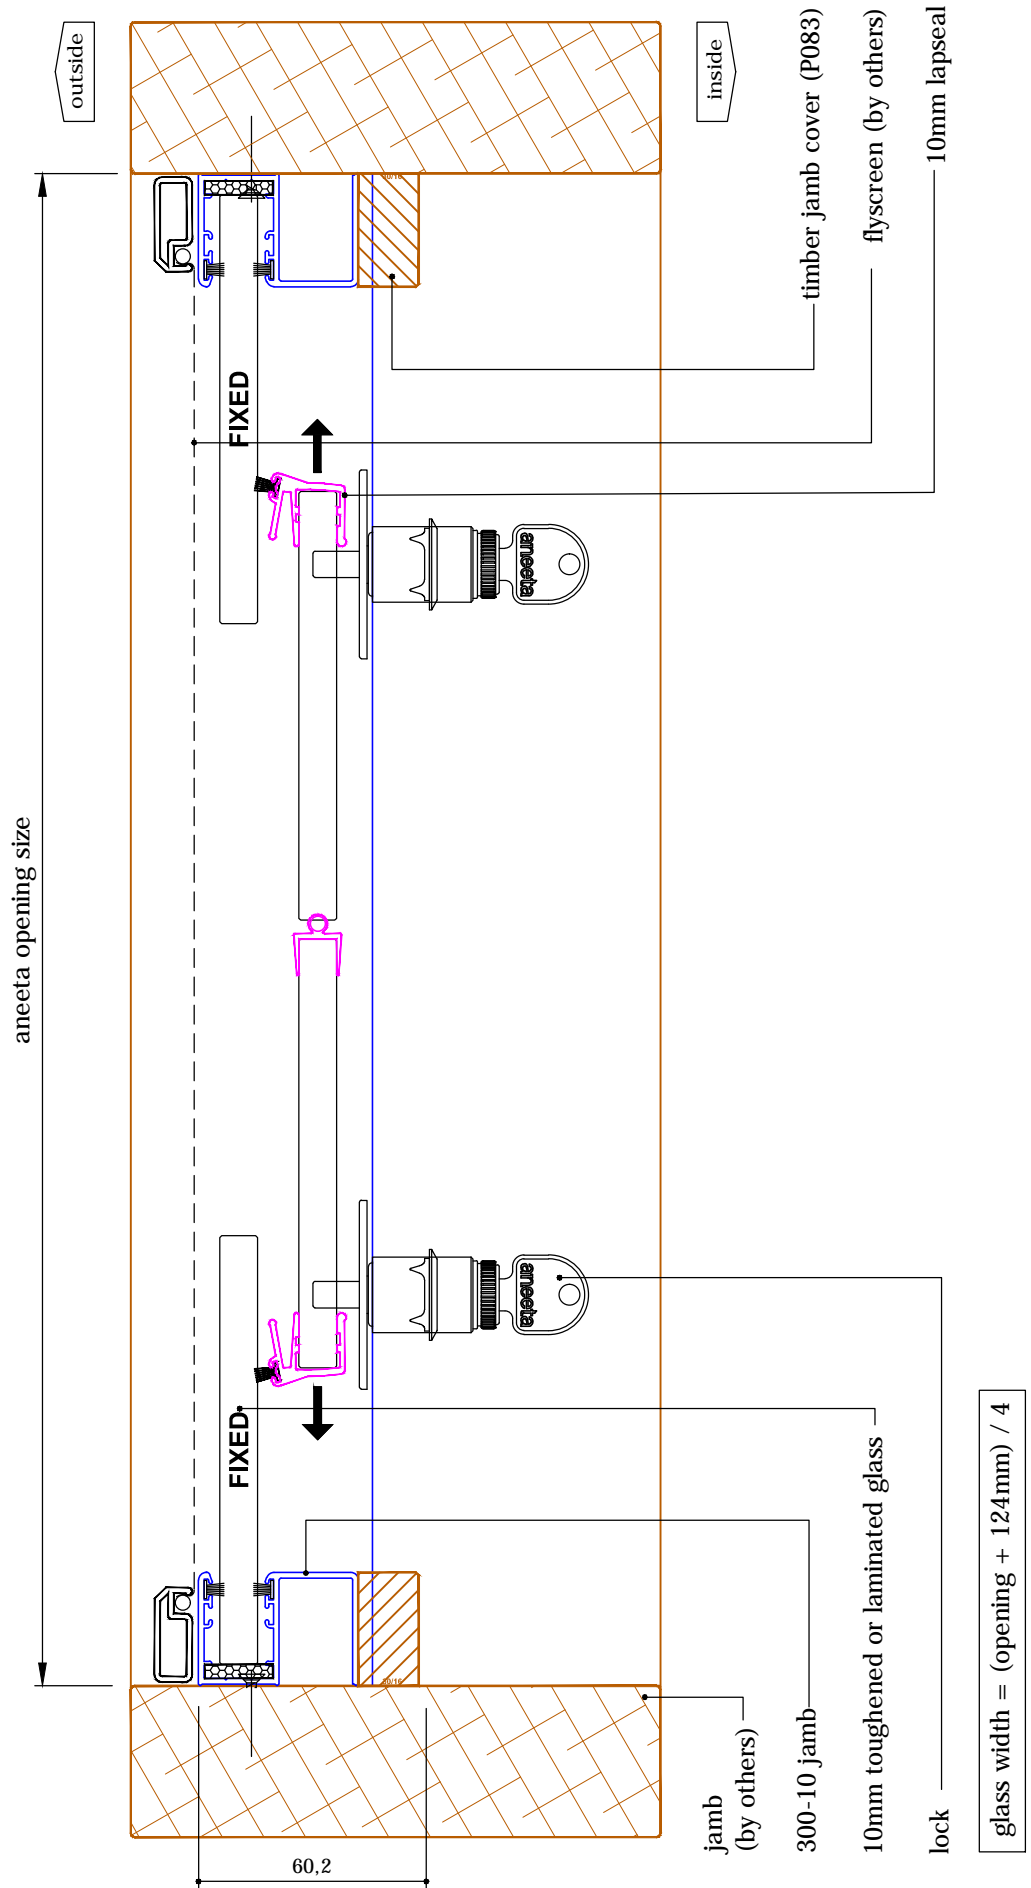 outside
inside
aneeta opening size
timber jamb cover (P083)
flyscreen (by others)
10mm lapseal
FIXED
aneeta
aneeta
FIXED
jamb
(by others)
300-10 jamb
10mm toughened or laminated glass
lock
glass width = (opening + 124mm) / 4
60,2